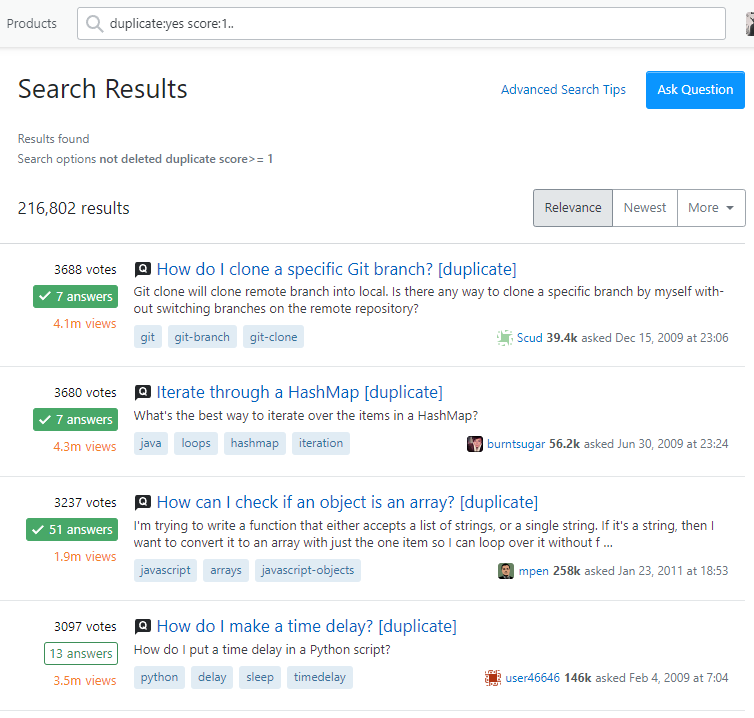 Products
duplicate:yes score:1..
Search Results
Advanced Search Tips
Ask Question
Results found
Search options not deleted duplicate score>= 1
216,802 results
Relevance
Newest
More
3688 votes
7 answers
4.1m views
Q How do I clone a specific Git branch? [duplicate]
Git clone will clone remote branch into local. Is there any way to clone a specific branch by myself with-
out switching branches on the remote repository?
git
git-branch
git-clone
Scud 39.4k asked Dec 15, 2009 at 23:06
3680 votes
7 answers
4.3m views
Q Iterate through a HashMap [duplicate]
What's the best way to iterate over the items in a HashMap?
java
loops
hashmap
iteration
burntsugar 56.2k asked Jun 30, 2009 at 23:24
3237 votes
51 answers
1.9m views
Q How can I check if an object is an array? [duplicate]
I'm trying to write a function that either accepts a list of strings, or a single string. If it's a string, then I
want to convert it to an array with just the one item so I can loop over it without f ...
javascript
arrays
javascript-objects
mpen 258k asked Jan 23, 2011 at 18:53
3097 votes
13 answers
3.5m views
Q How do I make a time delay? [duplicate]
How do I put a time delay in a Python script?
python
delay
sleep
timedelay
user46646 146k asked Feb 4, 2009 at 7:04